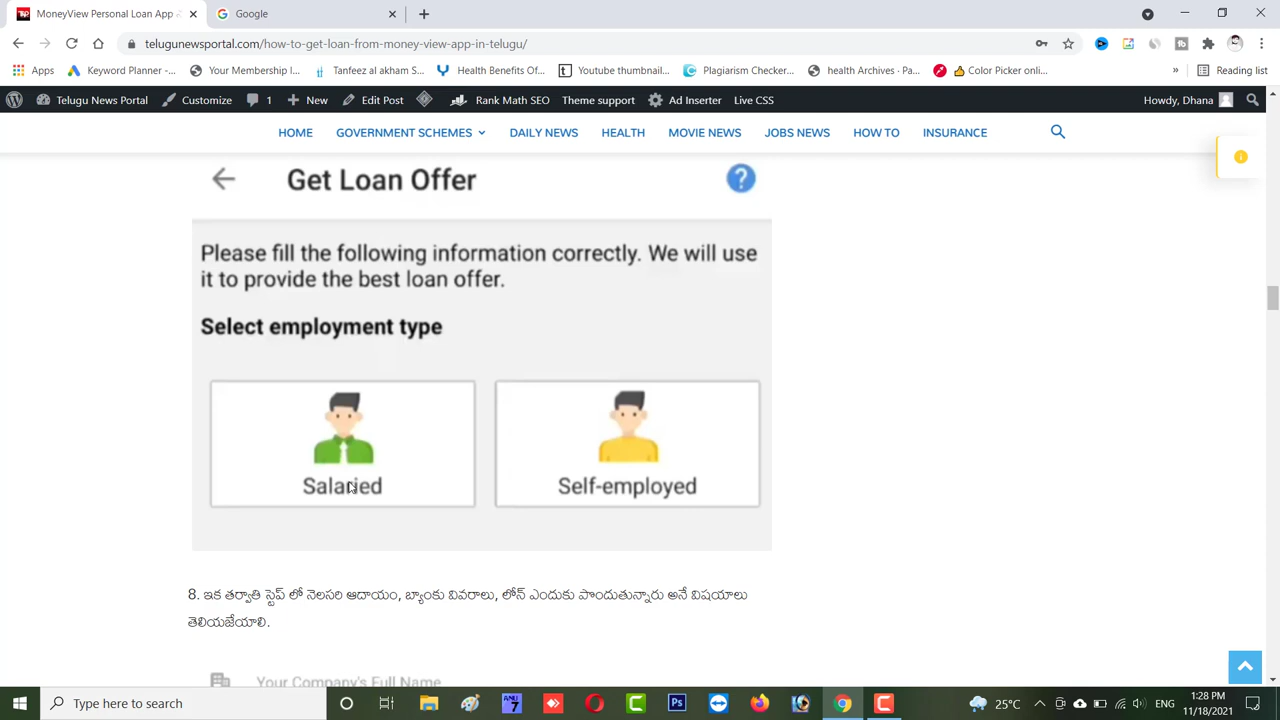 MoneyView Personal Loan App
Google
telugunewsportal.com/how-to-get-loan-from-money-view-app-in-telugu/
Apps
Keyword Planner -...
Your Membership I...
Tanfeez al akham S...
Health Benefits Of...
Youtube thumbnail...
Plagiarism Checker...
health Archives · Pa...
👍 Color Picker onli...
»
Reading list
Telugu News Portal
Customize
1
New
Edit Post
Rank Math SEO
Theme support
Ad Inserter
Live CSS
Howdy, Dhana
HOME
GOVERNMENT SCHEMES
DAILY NEWS
HEALTH
MOVIE NEWS
JOBS NEWS
HOW TO
INSURANCE
Get Loan Offer
?
Please fill the following information correctly. We will use
it to provide the best loan offer.
Select employment type
Salaried
Self-employed
8. ఇక తర్వాతి స్టెప్ లో నెలసరి ఆదాయం, బ్యాంకు వివరాలు, లోన్ ఎందుకు పొందుతున్నారు అనే విషయాలు
తెలియజేయాలి.
Your Company's Full Name
Type here to search
25°C
ENG
1:28 PM
11/18/2021